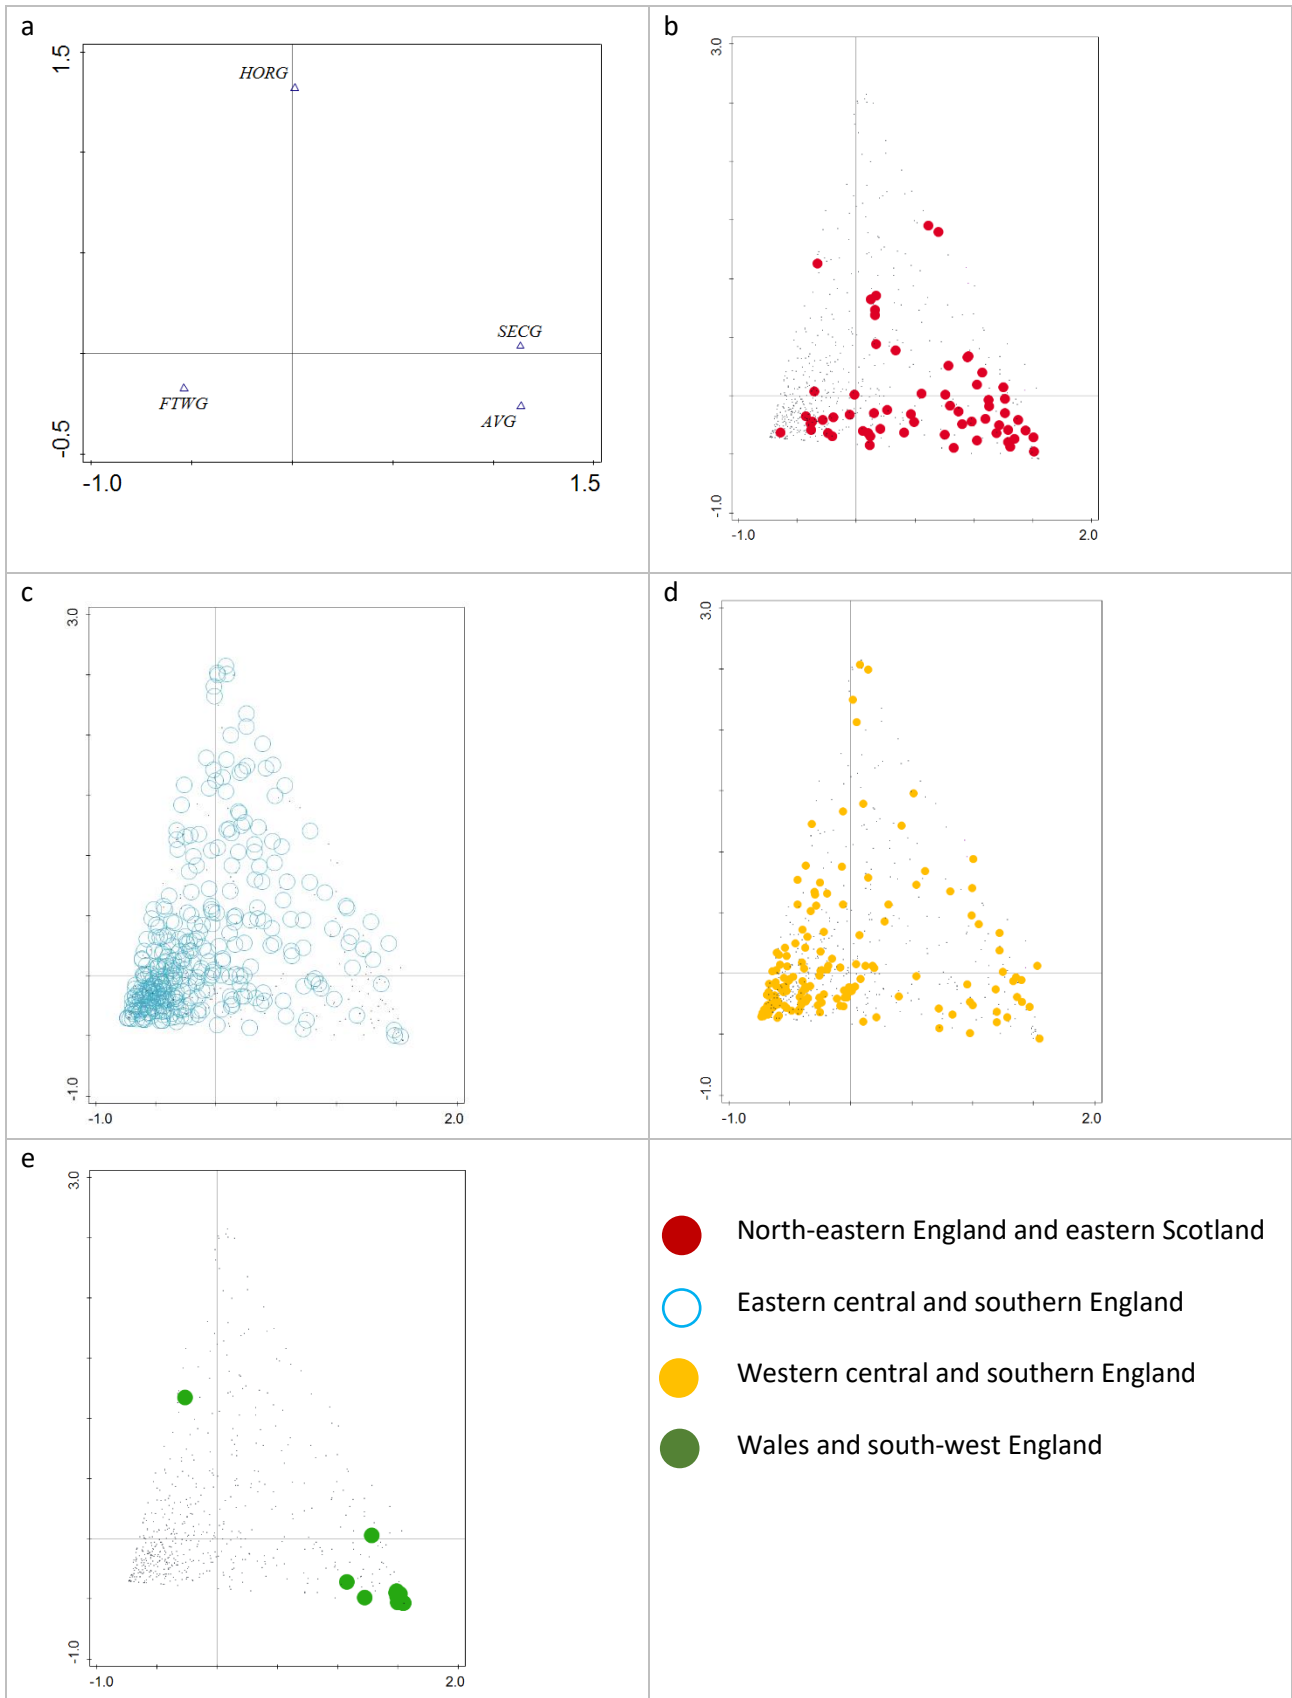 a
1.5
HORG
SECG
FTWG
AVG
-0.5
-1.0
1.5
b
3.0
-1.0
-1.0
2.0
c
3.0
-1.0
-1.0
2.0
d
3.0
-1.0
-1.0
2.0
e
3.0
-1.0
-1.0
2.0
North-eastern England and eastern Scotland
Eastern central and southern England
Western central and southern England
Wales and south-west England